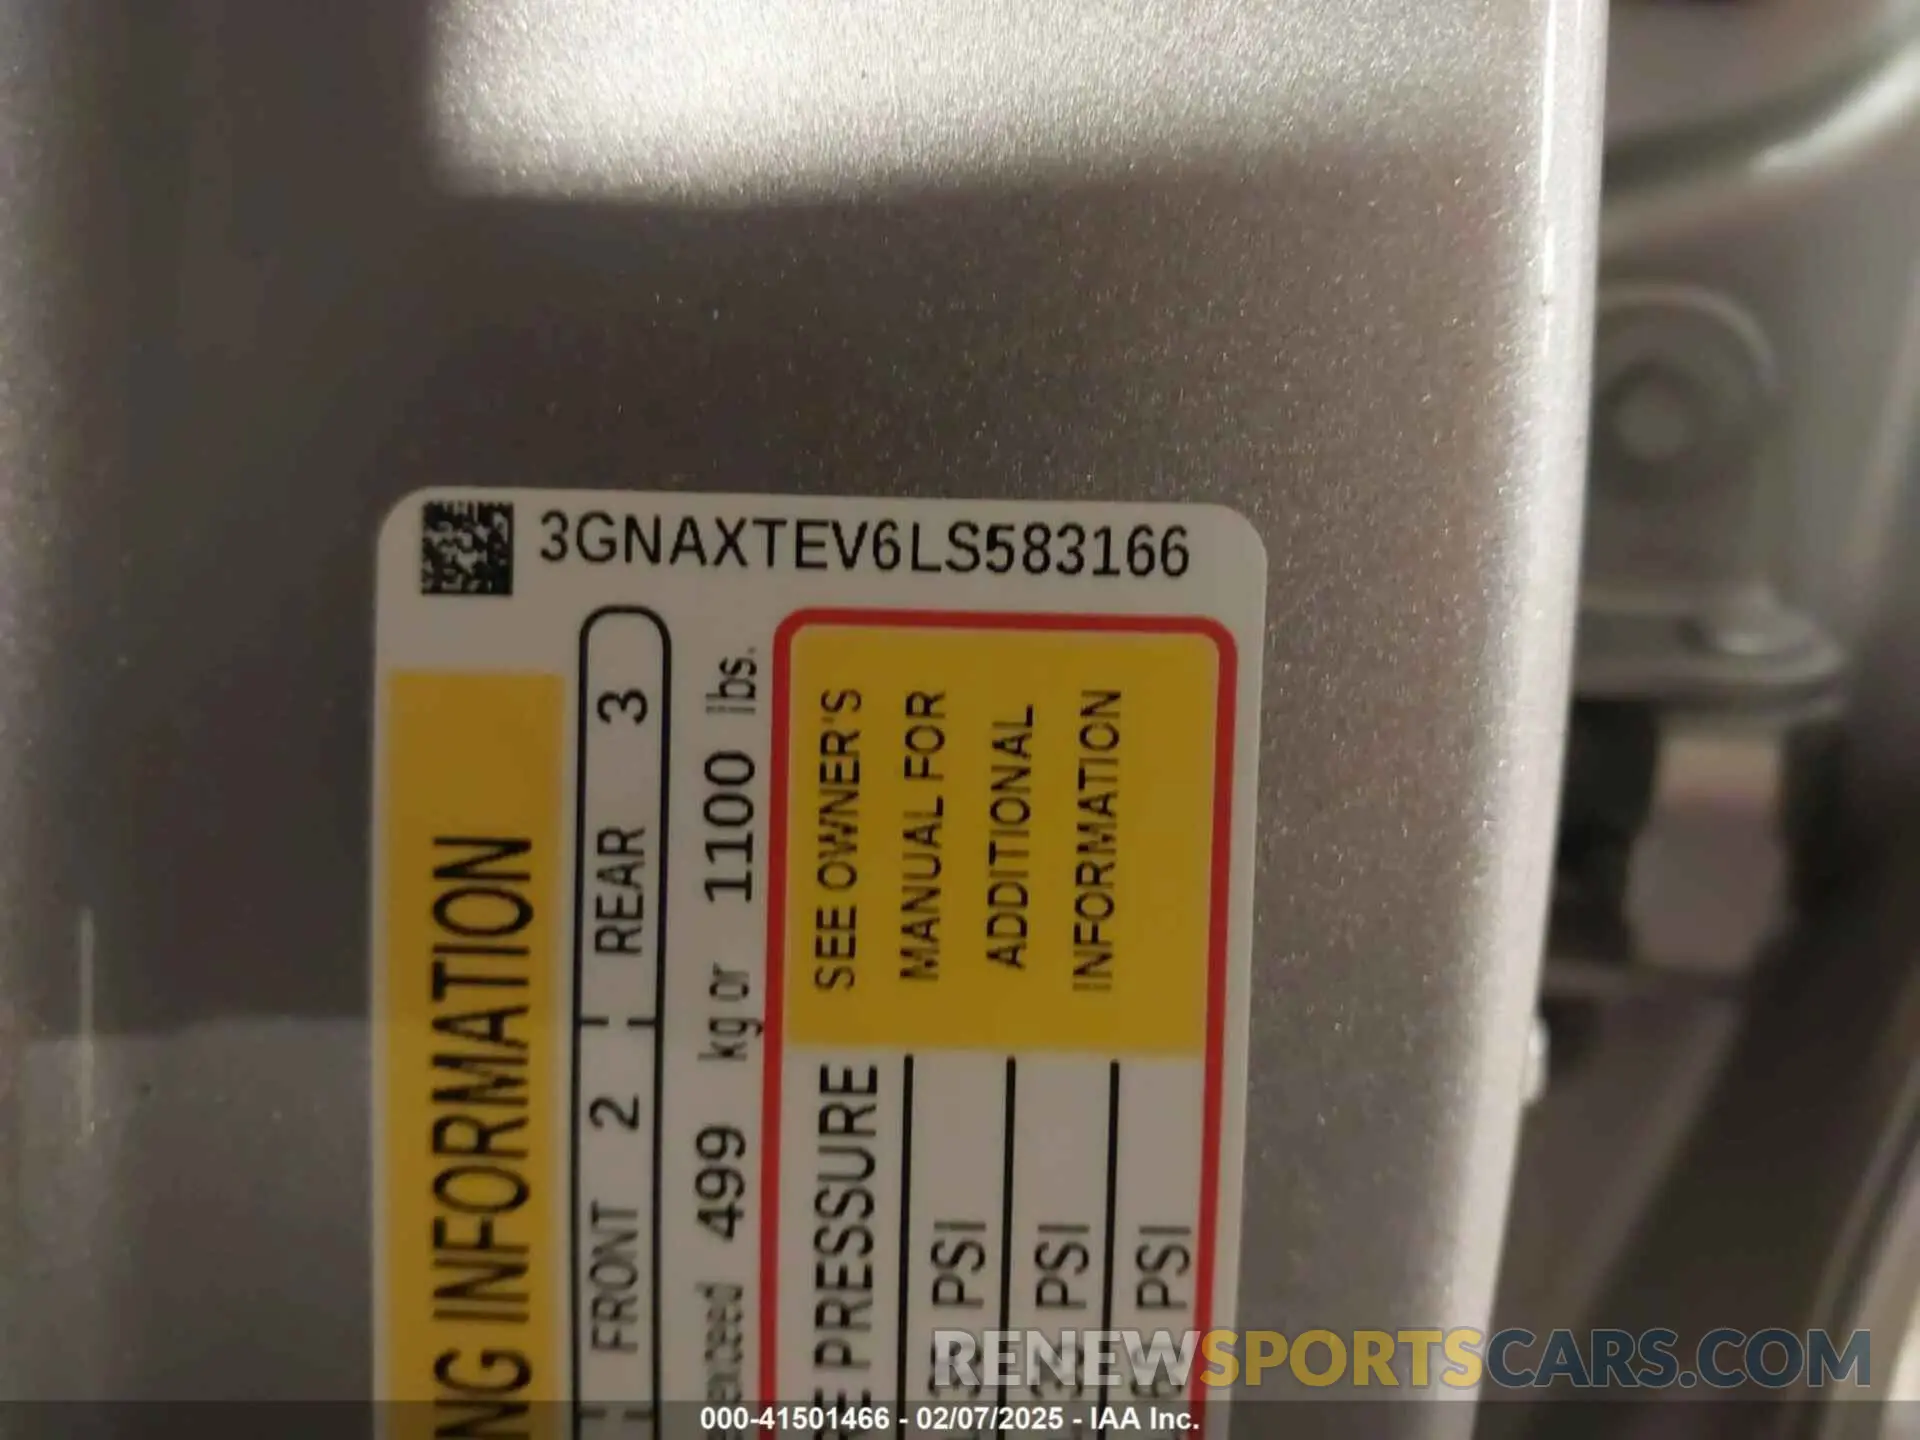 3GNAXTEV6LS583166
NG INFORMATION
FRONT 2 REAR 3
exceed 499 kg or 1100 lbs.
E PRESSURE
PSI
PSI
PSI
SEE OWNER'S
MANUAL FOR
ADDITIONAL
INFORMATION
RENEWSPORTSCARS.COM
000-41501466 - 02/07/2025 - IAA Inc.